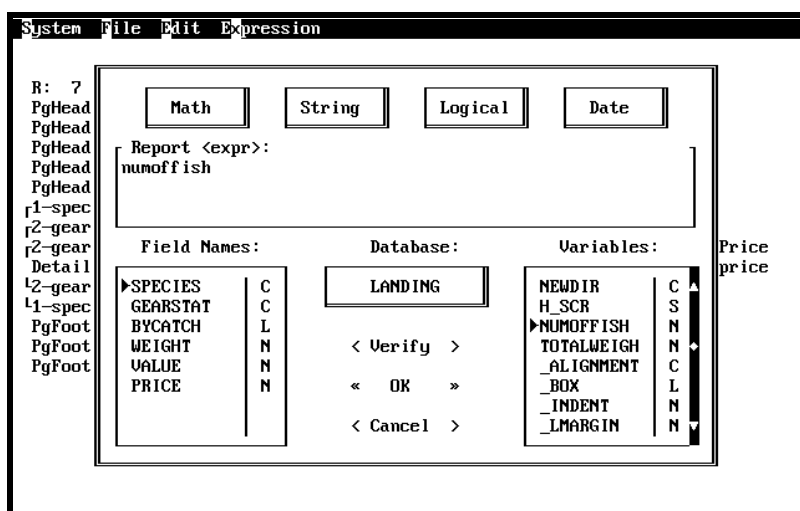 System File Edit Expression
R: 7
PgHead
PgHead
PgHead
PgHead
PgHead
1-spec
2-gear
2-gear
Detail
2-gear
1-spec
PgFoot
PgFoot
PgFoot
Math String Logical Date
Report <expr>:
numoffish
Field Names: Database: Variables:
SPECIES C
GEARSTAT C
BYCATCH L
WEIGHT N
VALUE N
PRICE N
LANDING
< Verify >
« OK »
< Cancel >
NEWDIR C
H_SCR S
NUMOFFISH N
TOTALWEIGH N
_ALIGNMENT C
_BOX L
_INDENT N
_LMARGIN N
Price
price